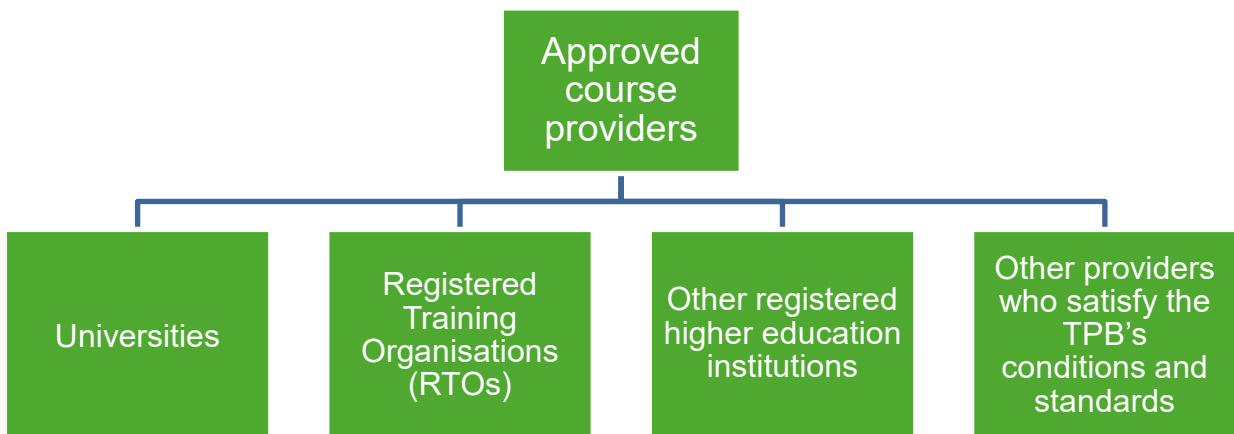 Approved
course
providers
Universities
Registered
Training
Organisations
(RTOs)
Other registered
higher education
institutions
Other providers
who satisfy the
TPB's
conditions and
standards